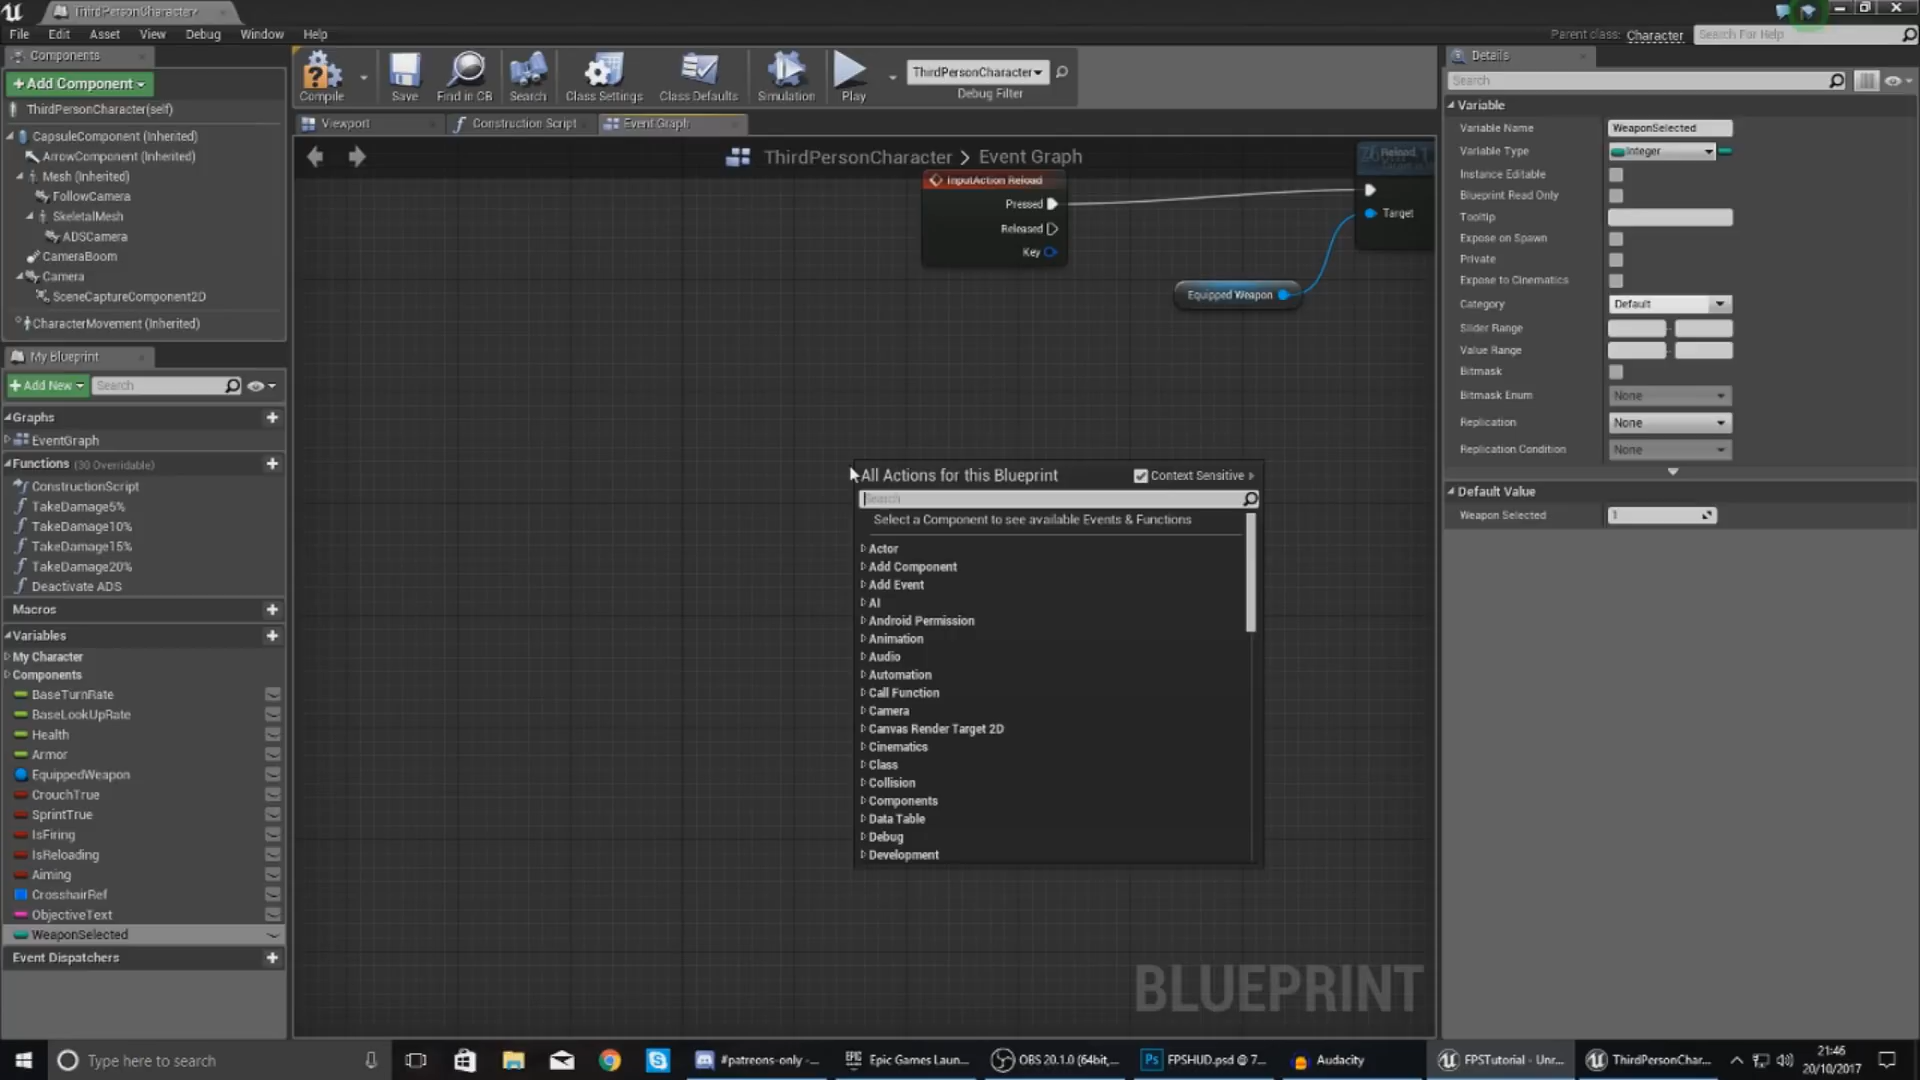 ThirdPersonCharacter*
File Edit Asset View Debug Window Help
Parent class: Character
Search For Help
Components
+Add Component
ThirdPersonCharacter(self)
CapsuleComponent (Inherited)
ArrowComponent (Inherited)
Mesh (Inherited)
FollowCamera
SkeletalMesh
ADSCamera
CameraBoom
Camera
SceneCaptureComponent2D
CharacterMovement (Inherited)
My Blueprint
+Add New
Search
Graphs
EventGraph
Functions (30 Overridable)
ConstructionScript
TakeDamage5%
TakeDamage10%
TakeDamage15%
TakeDamage20%
Deactivate ADS
Macros
Variables
My Character
Components
BaseTurnRate
BaseLookUpRate
Health
Armor
EquippedWeapon
CrouchTrue
SprintTrue
IsFiring
IsReloading
Aiming
CrosshairRef
ObjectiveText
WeaponSelected
Event Dispatchers
Compile
Save
Find in CB
Search
Class Settings
Class Defaults
Simulation
Play
ThirdPersonCharacter
Debug Filter
Viewport
Construction Script
Event Graph
ThirdPersonCharacter > Event Graph
InputAction Reload
Pressed
Released
Key
Reload
Target
Equipped Weapon
All Actions for this Blueprint
Context Sensitive
Search
Select a Component to see available Events & Functions
Actor
Add Component
Add Event
AI
Android Permission
Animation
Audio
Automation
Call Function
Camera
Canvas Render Target 2D
Cinematics
Class
Collision
Components
Data Table
Debug
Development
BLUEPRINT
Details
Search
Variable
Variable Name WeaponSelected
Variable Type Integer
Instance Editable
Blueprint Read Only
Tooltip
Expose on Spawn
Private
Expose to Cinematics
Category Default
Slider Range
Value Range
Bitmask
Bitmask Enum None
Replication None
Replication Condition None
Default Value
Weapon Selected 1
Type here to search
#patreons-only -...
Epic Games Laun...
OBS 20.1.0 (64bit,...
FPSHUD.psd @ 7...
Audacity
FPSTutorial - Unr...
ThirdPersonChar...
21:46
20/10/2017